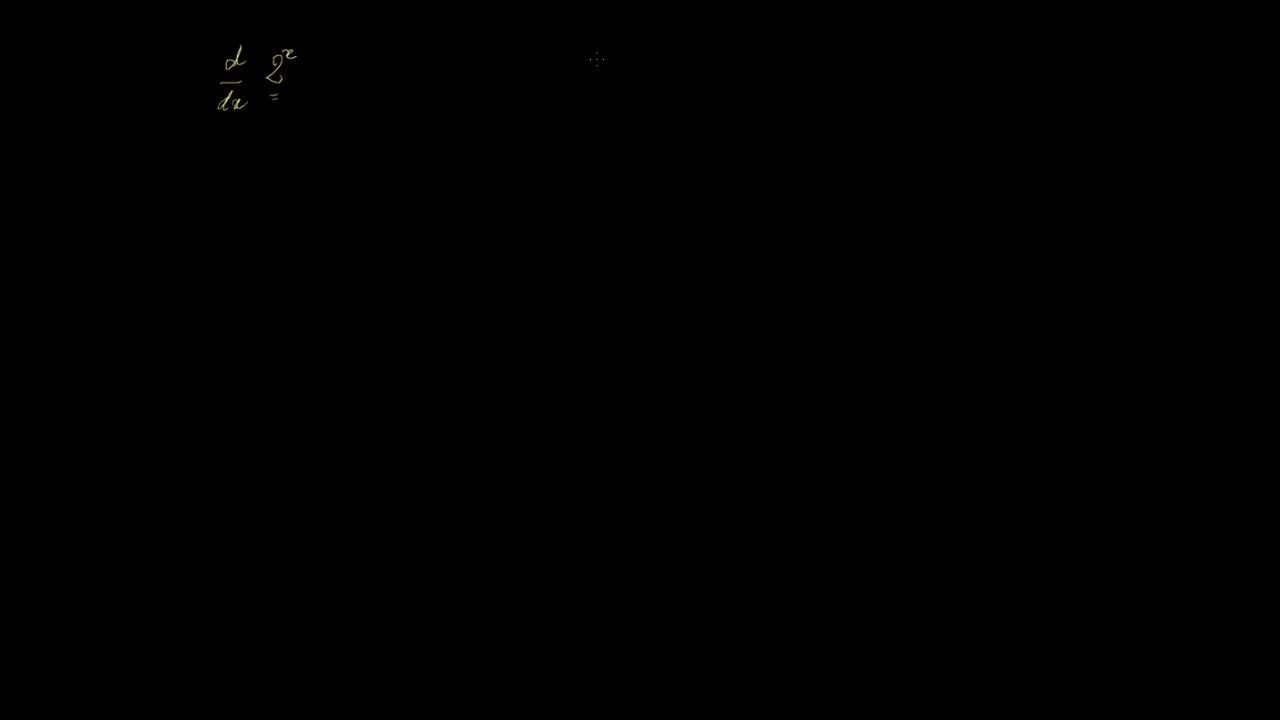 d/dx 2^x =